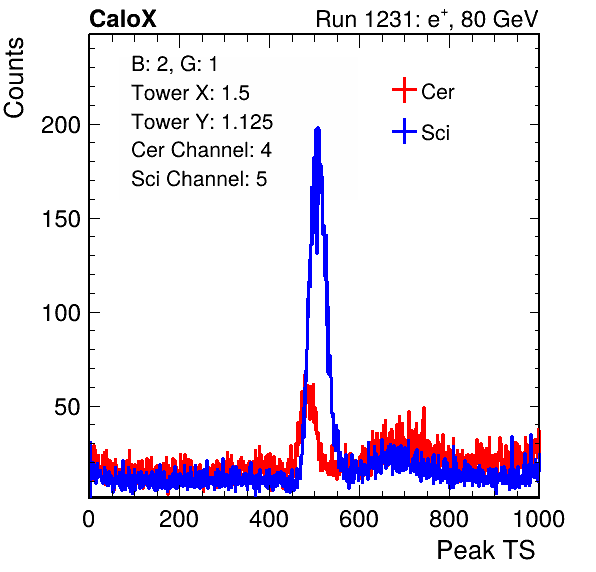 CaloX Run 1231: e⁺, 80 GeV
Counts
B: 2, G: 1
Tower X: 1.5
Tower Y: 1.125
Cer Channel: 4
Sci Channel: 5
Cer
Sci
200
150
100
50
0 200 400 600 800 1000
Peak TS